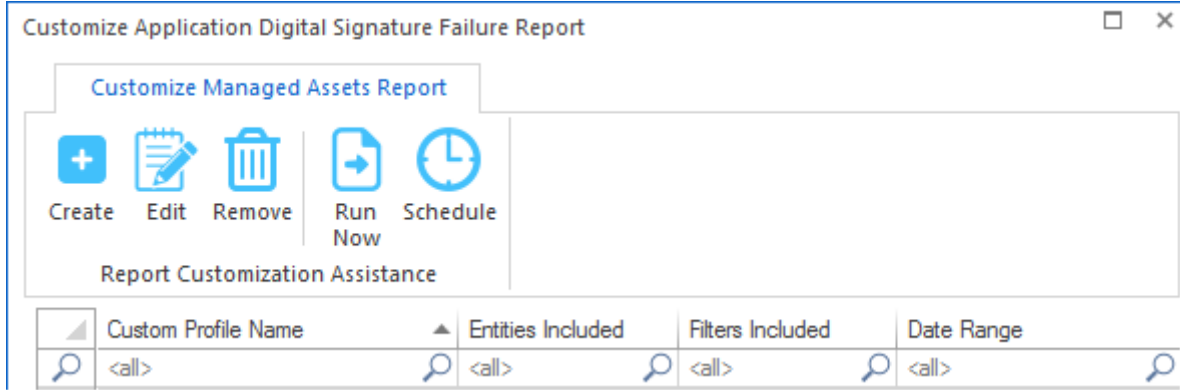 Customize Application Digital Signature Failure Report
Customize Managed Assets Report
Create Edit Remove Run Now Schedule
Report Customization Assistance
Custom Profile Name Entities Included Filters Included Date Range
<all> <all> <all> <all>